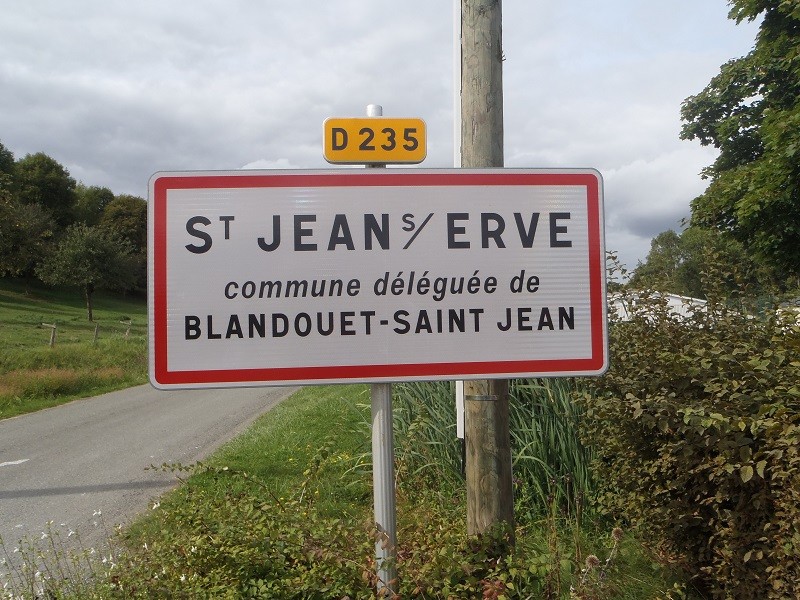 D 235
ST JEAN S/ ERVE
commune déléguée de
BLANDOUET-SAINT JEAN